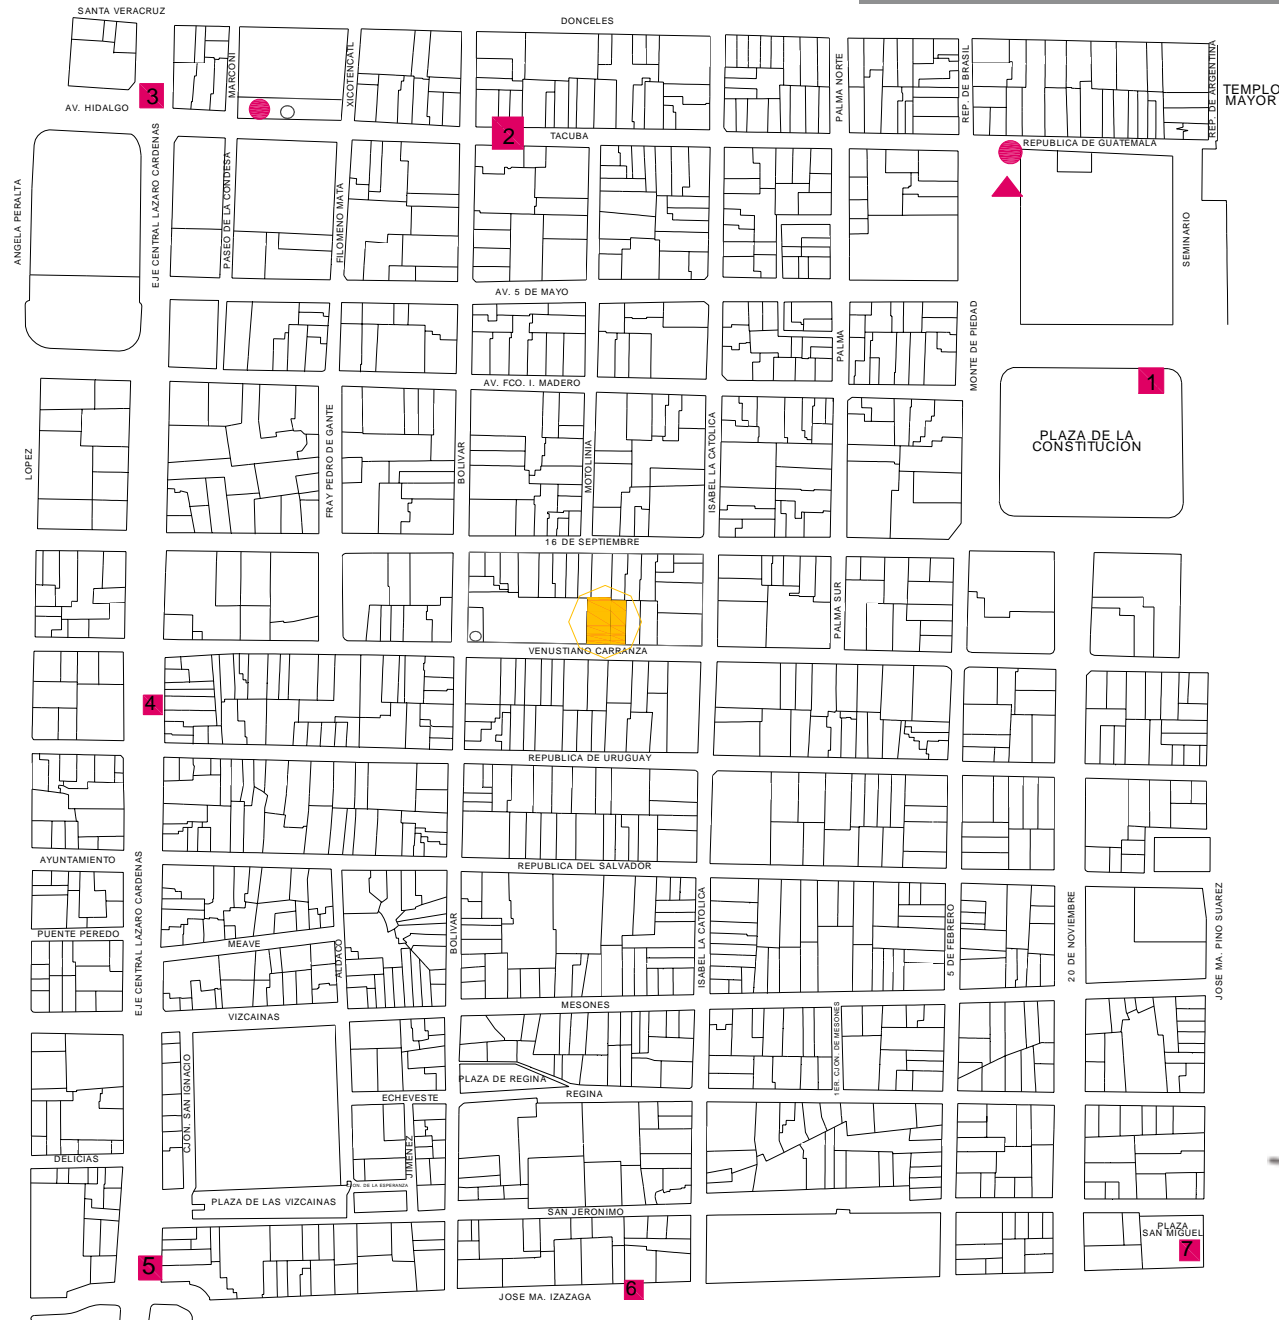 SANTA VERACRUZ
DONCELES
MARCONI
XICOTENCATL
PALMA NORTE
REP. DE BRASIL
REP. DE ARGENTINA
TEMPLO
MAYOR
3
AV. HIDALGO
2
TACUBA
REPUBLICA DE GUATEMALA
ANGELA PERALTA
EJE CENTRAL LAZARO CARDENAS
PASEO DE LA CONDESA
FILOMENO MATA
SEMINARIO
AV. 5 DE MAYO
PALMA
MONTE DE PIEDAD
AV. FCO. I. MADERO
1
PLAZA DE LA
CONSTITUCION
LOPEZ
FRAY PEDRO DE GANTE
BOLIVAR
MOTOLINIA
ISABEL LA CATOLICA
16 DE SEPTIEMBRE
PALMA SUR
VENUSTIANO CARRANZA
4
REPUBLICA DE URUGUAY
AYUNTAMIENTO
REPUBLICA DEL SALVADOR
EJE CENTRAL LAZARO CARDENAS
PUENTE PEREDO
MEAVE
ALDACO
BOLIVAR
ISABEL LA CATOLICA
5 DE FEBRERO
20 DE NOVIEMBRE
JOSE MA. PINO SUAREZ
VIZCAINAS
MESONES
1ER. CJON. DE MESONES
CJON. SAN IGNACIO
PLAZA DE REGINA
REGINA
ECHEVESTE
JIMENEZ
DELICIAS
ON. DE LA ESPERANZA
PLAZA DE LAS VIZCAINAS
SAN JERONIMO
PLAZA
SAN MIGUEL
7
5
6
JOSE MA. IZAZAGA